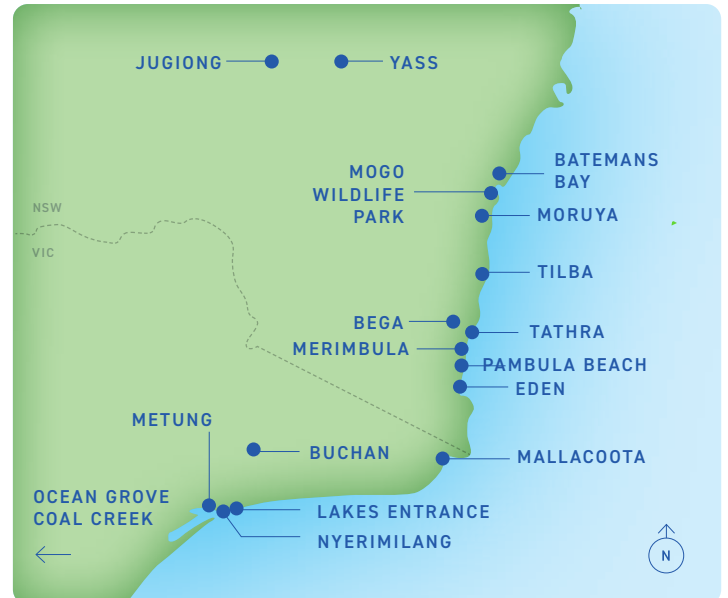 JUGIONG
YASS
BATEMANS
BAY
MOGO
WILDLIFE
PARK
MORUYA
NSW
VIC
TILBA
BEGA
TATHRA
MERIMBULA
PAMBULA BEACH
EDEN
METUNG
BUCHAN
MALLACOOTA
OCEAN GROVE
COAL CREEK
LAKES ENTRANCE
NYERIMILANG
N